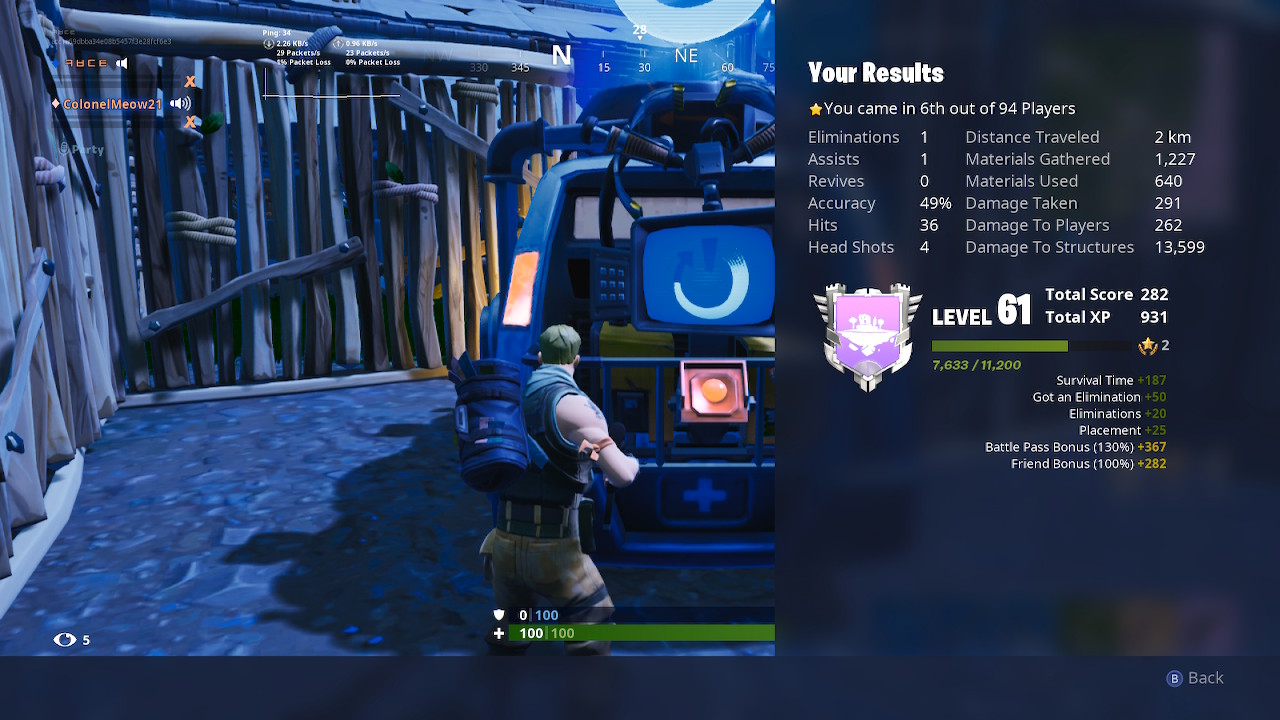 Ping: 34
2.26 KB/s 0.96 KB/s
29 Packets/s 23 Packets/s
0% Packet Loss
ColonelMeow21
X
X
Party
28
330 345 N 15 30 NE 60 75
0 | 100
100 | 100
5
Your Results
You came in 6th out of 94 Players
Eliminations 1 Distance Traveled 2 km
Assists 1 Materials Gathered 1,227
Revives 0 Materials Used 640
Accuracy 49% Damage Taken 291
Hits 36 Damage To Players 262
Head Shots 4 Damage To Structures 13,599
LEVEL 61
Total Score 282
Total XP 931
2
7,633 / 11,200
Survival Time +187
Got an Elimination +50
Eliminations +20
Placement +25
Battle Pass Bonus (130%) +367
Friend Bonus (100%) +282
B Back